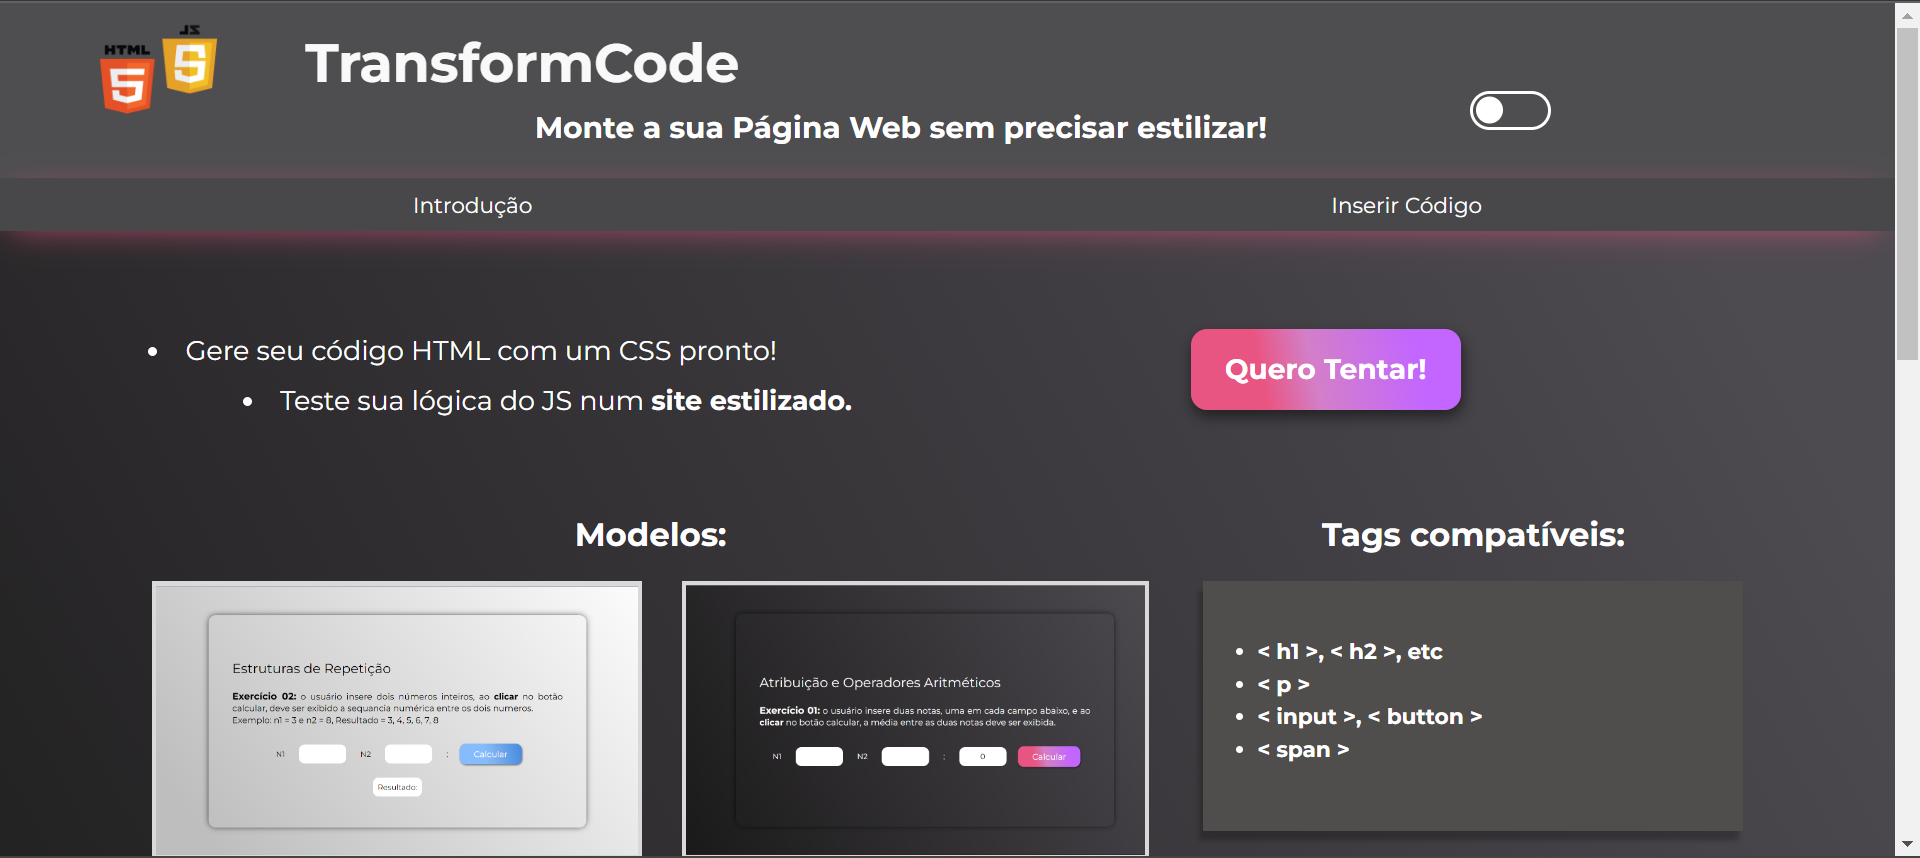 HTML
JS
TransformCode
Monte a sua Página Web sem precisar estilizar!
Introdução
Inserir Código
Gere seu código HTML com um CSS pronto!
Teste sua lógica do JS num site estilizado.
Quero Tentar!
Modelos:
Estruturas de Repetição
Exercício 02: o usuário insere dois números inteiros, ao clicar no botão
calcular, deve ser exibido a sequancia numérica entre os dois numeros.
Exemplo: n1 = 3 e n2 = 8, Resultado = 3, 4, 5, 6, 7, 8
N1 N2 : Calcular
Resultado:
Atribuição e Operadores Aritméticos
Exercício 01: o usuário insere duas notas, uma em cada campo abaixo, e ao
clicar no botão calcular, a média entre as duas notas deve ser exibida.
N1 N2 : 0 Calcular
Tags compatíveis:
< h1 >, < h2 >, etc
< p >
< input >, < button >
< span >